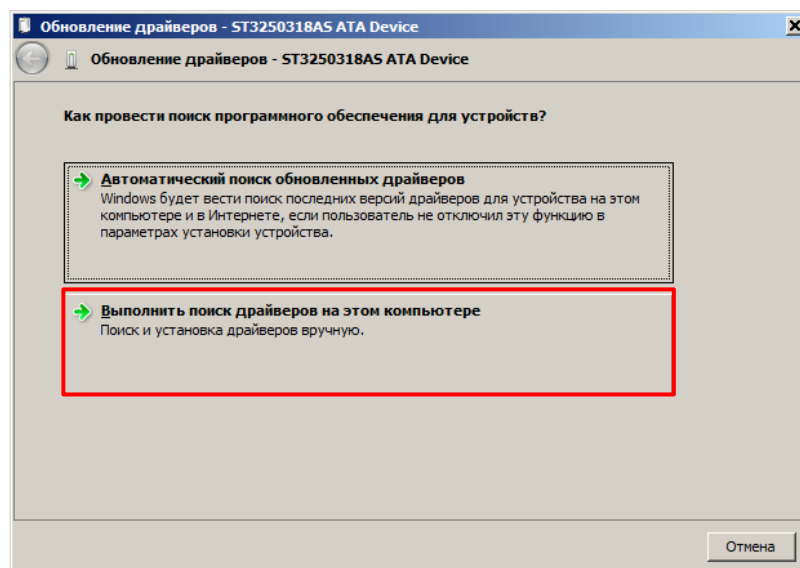 Обновление драйверов - ST3250318AS ATA Device
Обновление драйверов - ST3250318AS ATA Device
Как провести поиск программного обеспечения для устройств?
Автоматический поиск обновленных драйверов
Windows будет вести поиск последних версий драйверов для устройства на этом
компьютере и в Интернете, если пользователь не отключил эту функцию в
параметрах установки устройства.
Выполнить поиск драйверов на этом компьютере
Поиск и установка драйверов вручную.
Отмена